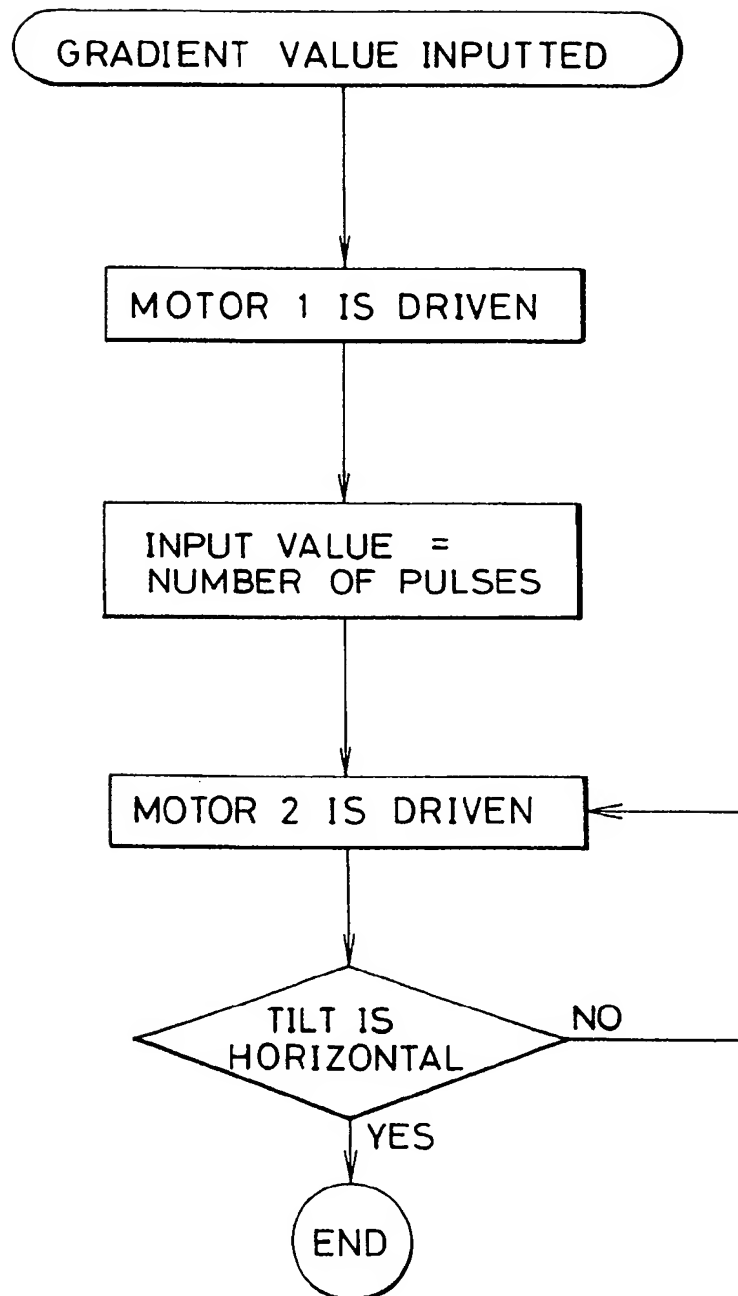 GRADIENT VALUE INPUTTED
MOTOR 1 IS DRIVEN
INPUT VALUE =
NUMBER OF PULSES
MOTOR 2 IS DRIVEN
TILT IS
HORIZONTAL
NO
YES
END